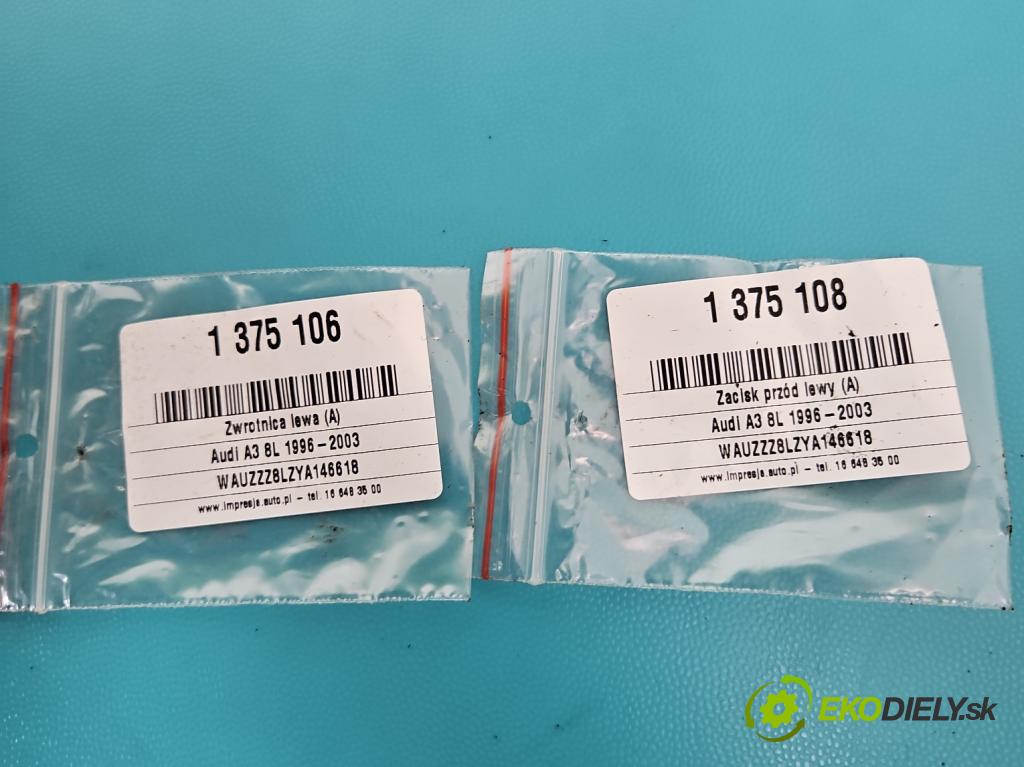 1 375 106
Zwrotnica lewa (A)
Audi A3 8L 1996-2003
WAUZZZ8LZYA146618
www.impresja.auto.pl - tel. 16 648 35 00
1 375 108
Zacisk przód lewy (A)
Audi A3 8L 1996-2003
WAUZZZ8LZYA146618
www.impresja.auto.pl - tel. 16 648 35 00
EKODIELY.sk